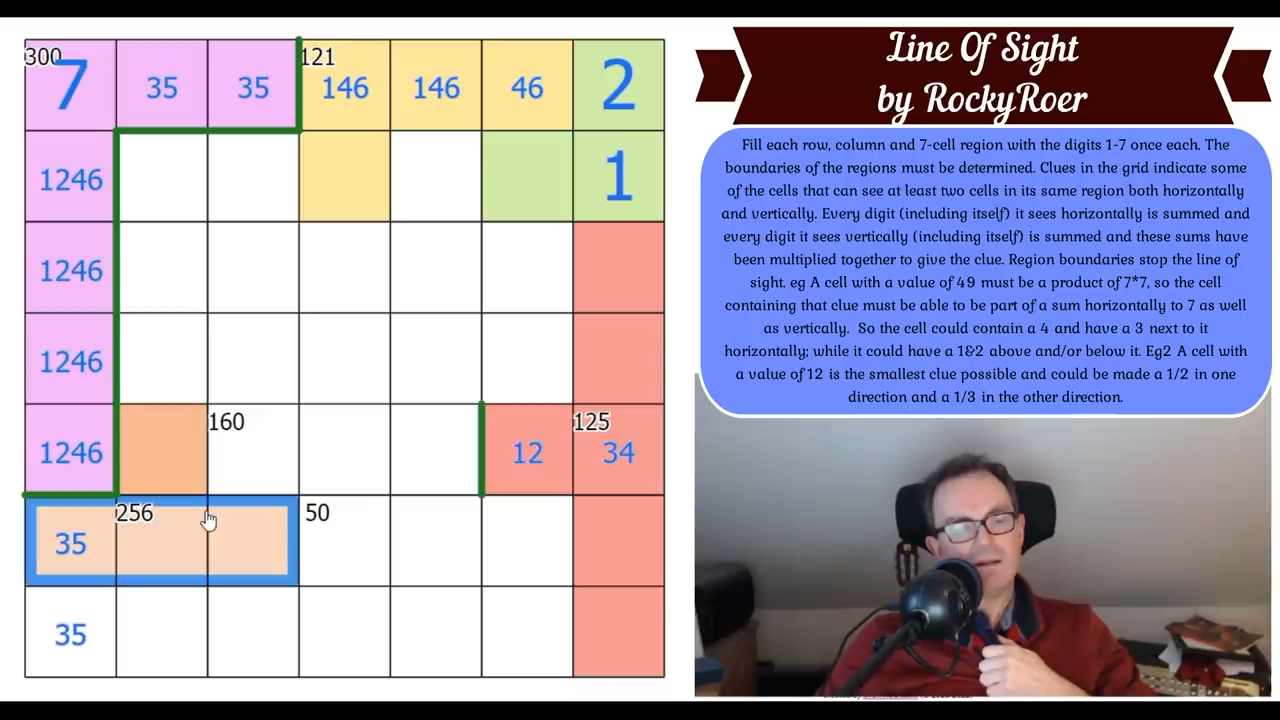 Line Of Sight
by RockyRoer
Fill each row, column and 7-cell region with the digits 1-7 once each. The
boundaries of the regions must be determined. Clues in the grid indicate some
of the cells that can see at least two cells in its same region both horizontally
and vertically. Every digit (including itself) it sees horizontally is summed and
every digit it sees vertically (including itself) is summed and these sums have
been multiplied together to give the clue. Region boundaries stop the line of
sight. eg A cell with a value of 49 must be a product of 7*7, so the cell
containing that clue must be able to be part of a sum horizontally to 7 as well
as vertically. So the cell could contain a 4 and have a 3 next to it
horizontally; while it could have a 1&2 above and/or below it. Eg2 A cell with
a value of 12 is the smallest clue possible and could be made a 1/2 in one
direction and a 1/3 in the other direction.
300 121
7 35 35 146 146 46 2
1246 1
1246
1246
160 125
1246 12 34
256 50
35
35